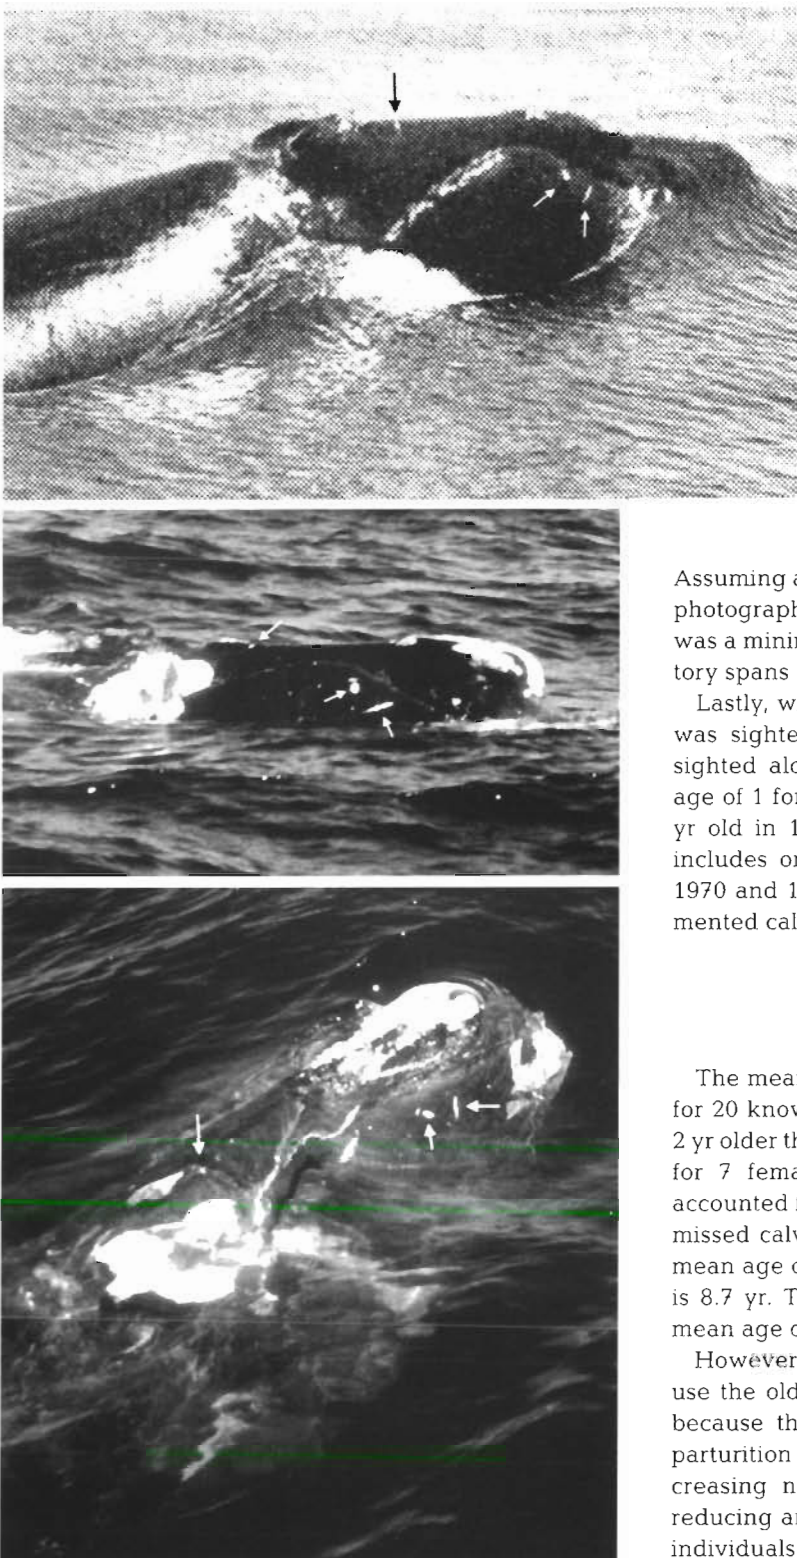 Assuming a
photograph
was a minin
tory spans
Lastly, w
was sighte
sighted alo
age of 1 for
yr old in 1
includes or
1970 and 1
mented cal
The mear
for 20 know
2 yr older th
for 7 fema
accounted
missed calv
mean age o
is 8.7 yr. T
mean age o
However
use the old
because th
parturition
creasing n
reducing ar
individuals